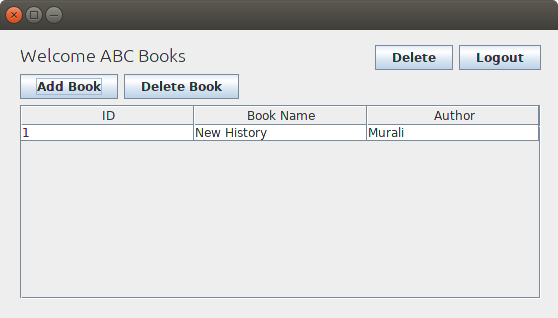 Welcome ABC Books
Delete Logout
Add Book Delete Book
ID Book Name Author
1 New History Murali